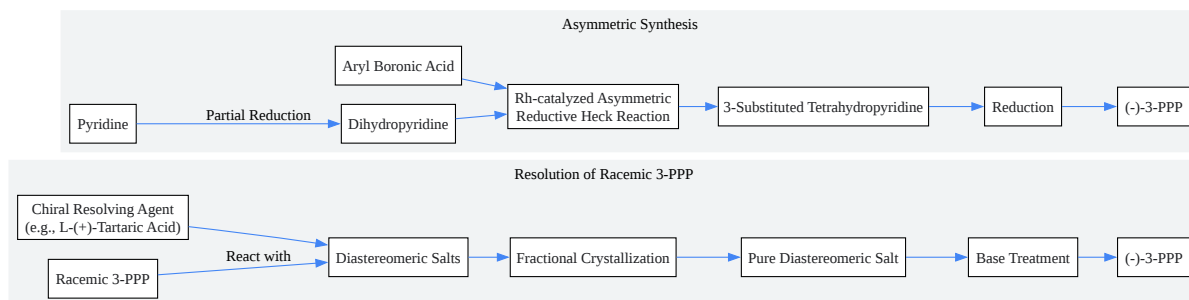 Asymmetric Synthesis
Aryl Boronic Acid
Pyridine
Partial Reduction
Dihydropyridine
Rh-catalyzed Asymmetric
Reductive Heck Reaction
3-Substituted Tetrahydropyridine
Reduction
(-)-3-PPP
Resolution of Racemic 3-PPP
Chiral Resolving Agent
(e.g., L-(+)-Tartaric Acid)
Racemic 3-PPP
React with
Diastereomeric Salts
Fractional Crystallization
Pure Diastereomeric Salt
Base Treatment
(-)-3-PPP